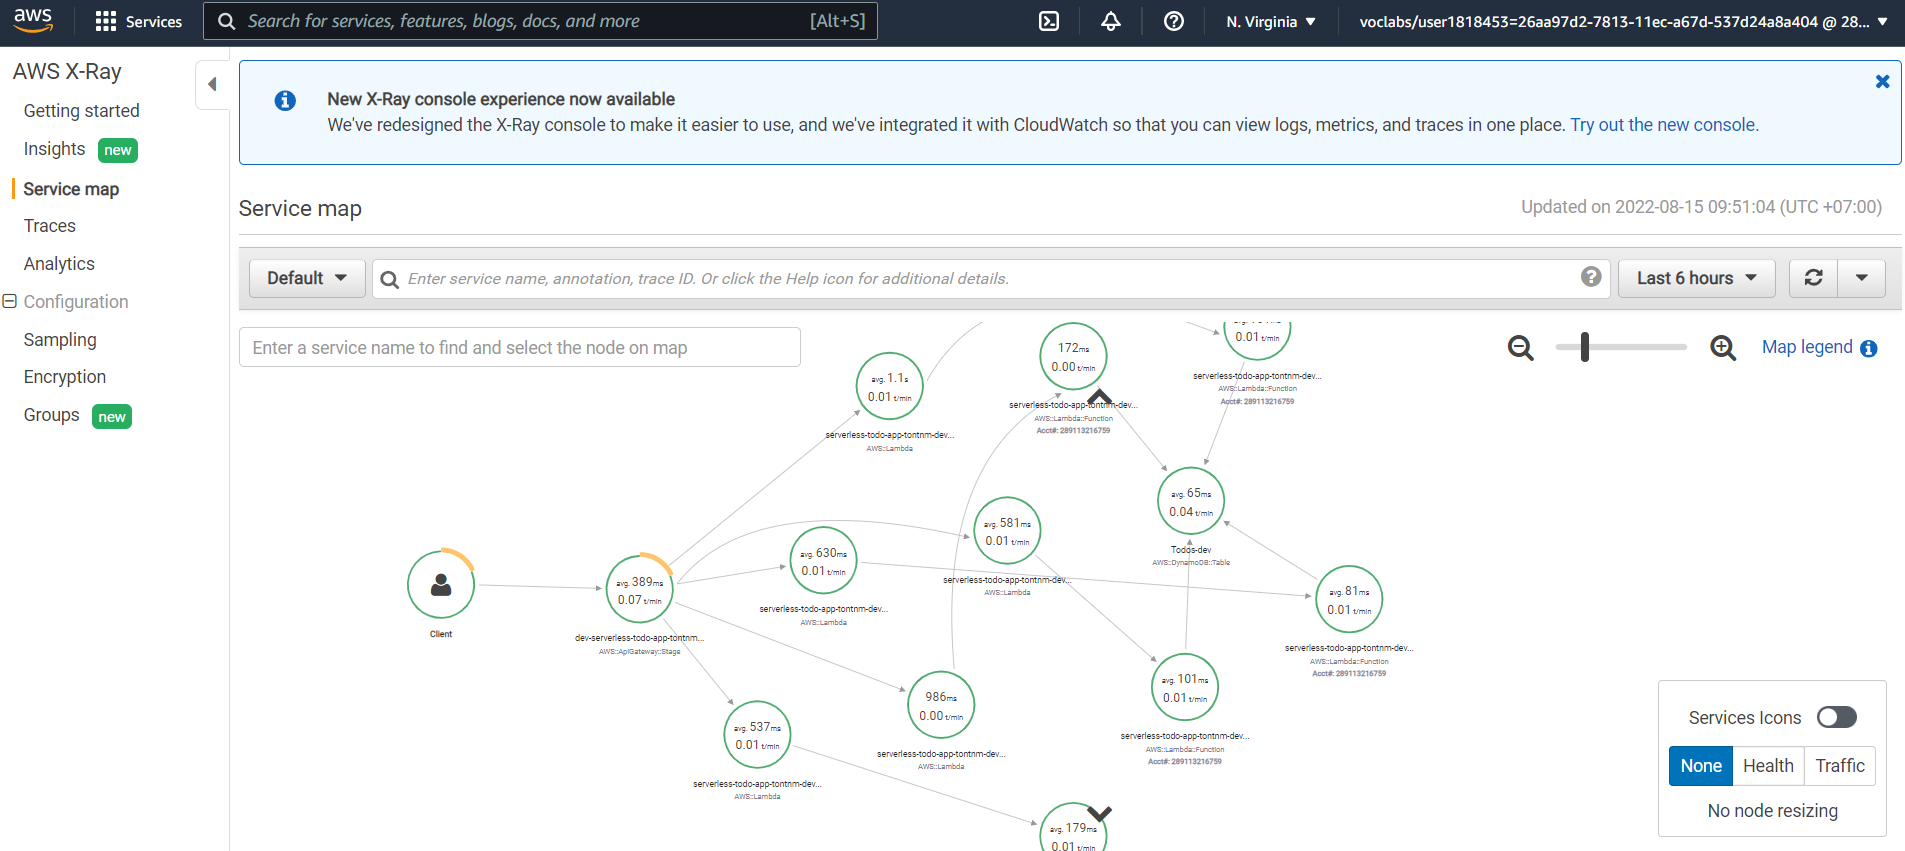 aws
Services
Search for services, features, blogs, docs, and more
[Alt+S]
N. Virginia
voclabs/user1818453=26aa97d2-7813-11ec-a67d-537d24a8a404 @ 28...
AWS X-Ray
Getting started
Insights new
Service map
Traces
Analytics
Configuration
Sampling
Encryption
Groups new
New X-Ray console experience now available
We've redesigned the X-Ray console to make it easier to use, and we've integrated it with CloudWatch so that you can view logs, metrics, and traces in one place. Try out the new console.
Service map
Updated on 2022-08-15 09:51:04 (UTC +07:00)
Default
Enter service name, annotation, trace ID. Or click the Help icon for additional details.
Last 6 hours
Enter a service name to find and select the node on map
Map legend
0.01 t/min
serverless-todo-app-tontnm-dev...
AWS::Lambda::Function
Acct#: 289113216759
172ms
0.00 t/min
serverless-todo-app-tontnm-dev...
AWS::Lambda::Function
Acct#: 289113216759
avg. 1.1s
0.01 t/min
serverless-todo-app-tontnm-dev...
AWS::Lambda
avg. 65ms
0.04 t/min
Todos-dev
AWS::DynamoDB::Table
avg. 581ms
0.01 t/min
serverless-todo-app-tontnm-dev...
AWS::Lambda
avg. 630ms
0.01 t/min
serverless-todo-app-tontnm-dev...
AWS::Lambda
Client
avg. 389ms
0.07 t/min
dev-serverless-todo-app-tontnm...
AWS::ApiGateway::Stage
avg. 81ms
0.01 t/min
serverless-todo-app-tontnm-dev...
AWS::Lambda::Function
Acct#: 289113216759
avg. 101ms
0.01 t/min
serverless-todo-app-tontnm-dev...
AWS::Lambda::Function
Acct#: 289113216759
986ms
0.00 t/min
serverless-todo-app-tontnm-dev...
AWS::Lambda
avg. 537ms
0.01 t/min
serverless-todo-app-tontnm-dev...
AWS::Lambda
avg. 179ms
0.01 t/min
Services Icons
None Health Traffic
No node resizing